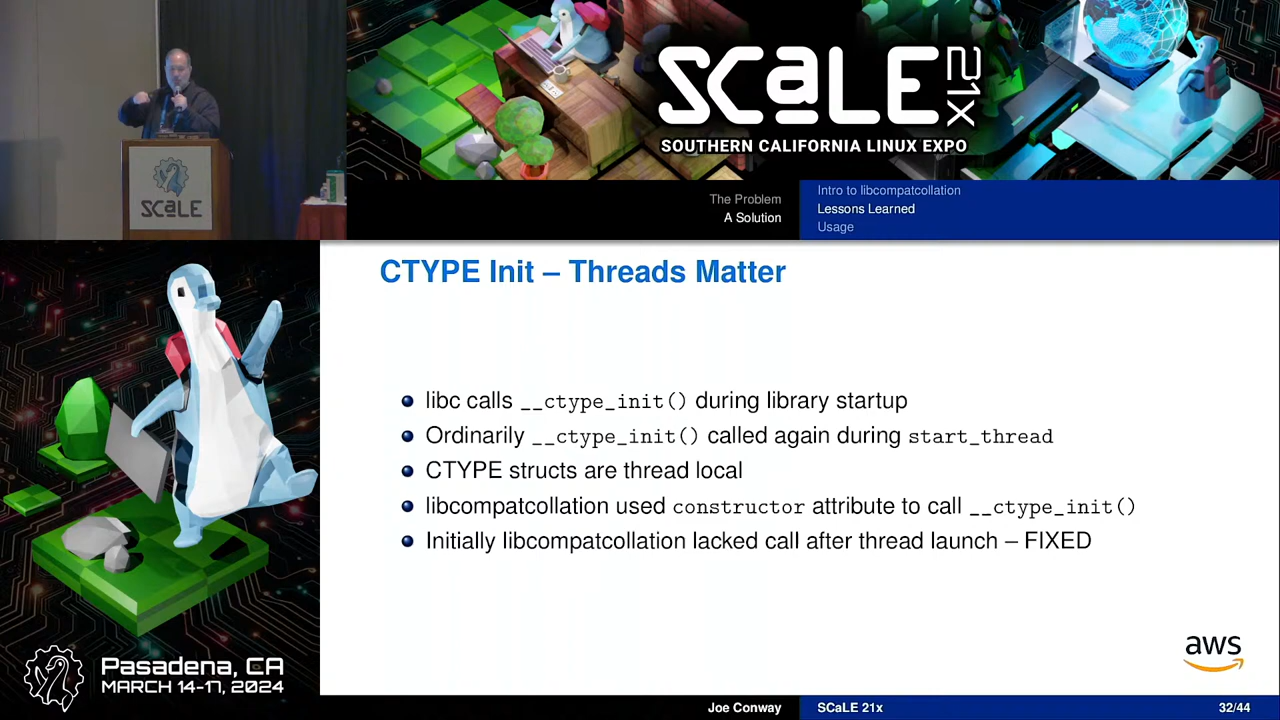 SCaLE 21x
SOUTHERN CALIFORNIA LINUX EXPO
SCaLE
The Problem
A Solution
Intro to libcompatcollation
Lessons Learned
Usage
CTYPE Init – Threads Matter
libc calls __ctype_init() during library startup
Ordinarily __ctype_init() called again during start_thread
CTYPE structs are thread local
libcompatcollation used constructor attribute to call __ctype_init()
Initially libcompatcollation lacked call after thread launch – FIXED
aws
Pasadena, CA
MARCH 14-17, 2024
Joe Conway
SCaLE 21x
32/44